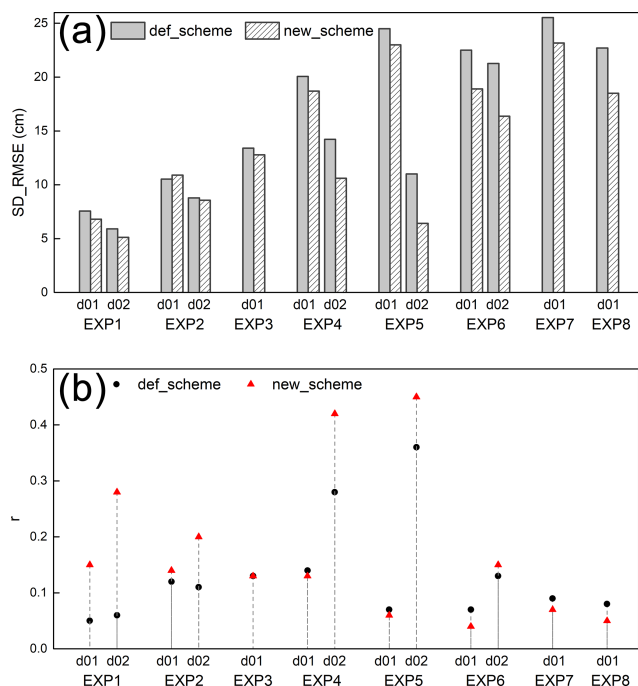 (a)
def_scheme new_scheme
SD_RMSE (cm)
25
20
15
10
5
0
d01 d02 d01 d02 d01 d01 d02 d01 d02 d01 d02 d01 d01
EXP1 EXP2 EXP3 EXP4 EXP5 EXP6 EXP7 EXP8
(b)
def_scheme new_scheme
r
0.5
0.4
0.3
0.2
0.1
0.0
d01 d02 d01 d02 d01 d01 d02 d01 d02 d01 d02 d01 d01
EXP1 EXP2 EXP3 EXP4 EXP5 EXP6 EXP7 EXP8